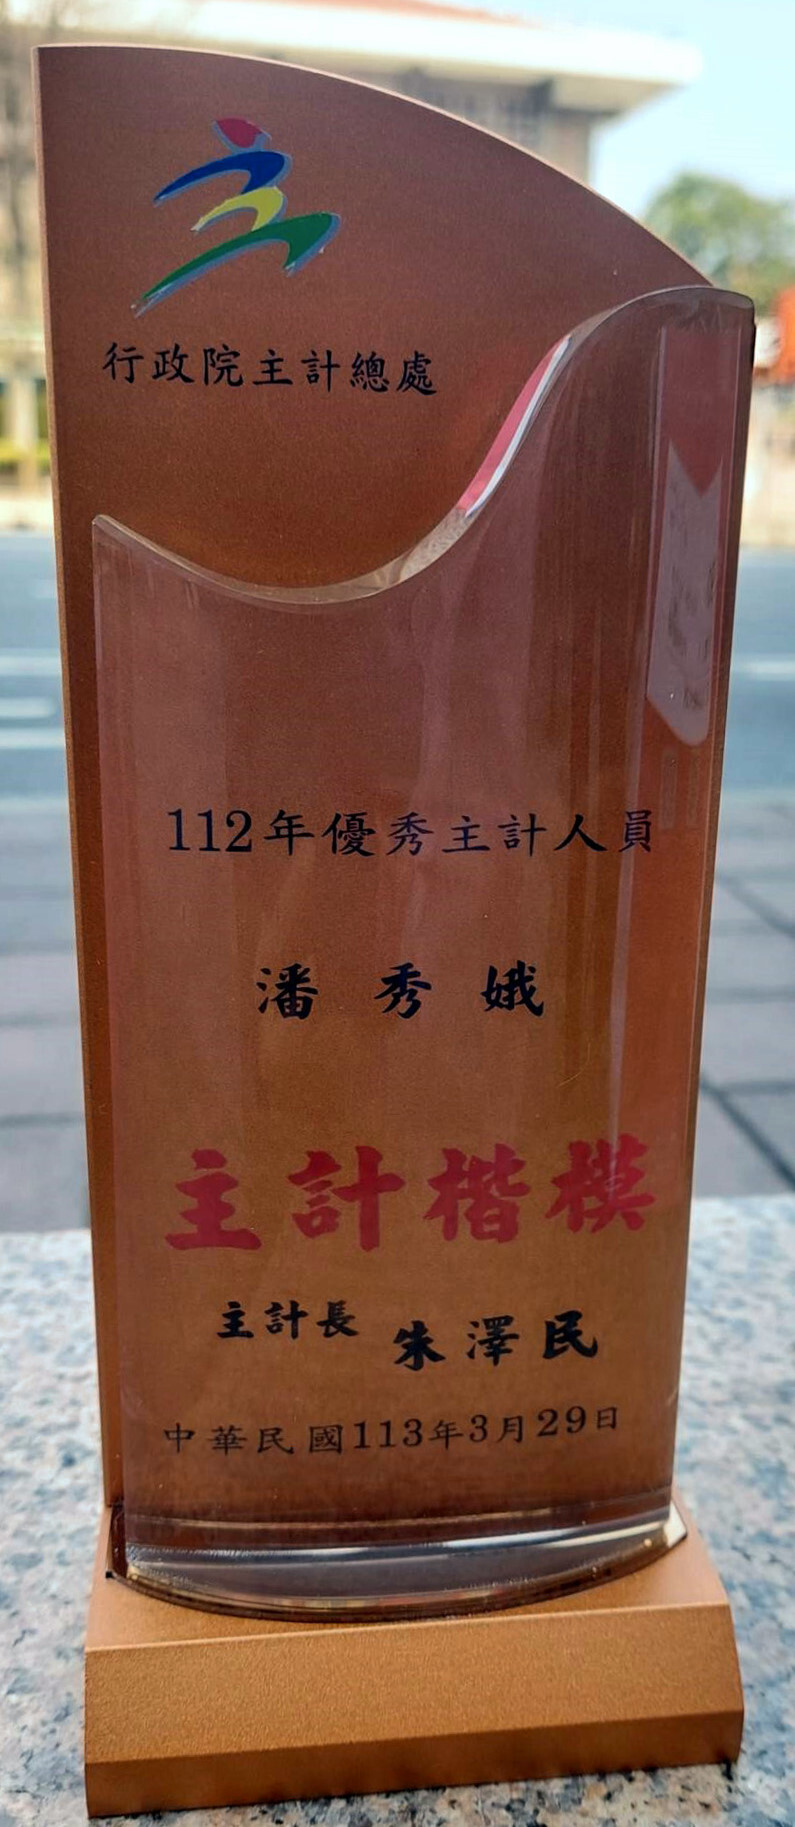 行政院主計總處
112年優秀主計人員
潘秀娥
主計楷模
主計長 朱澤民
中華民國113年3月29日